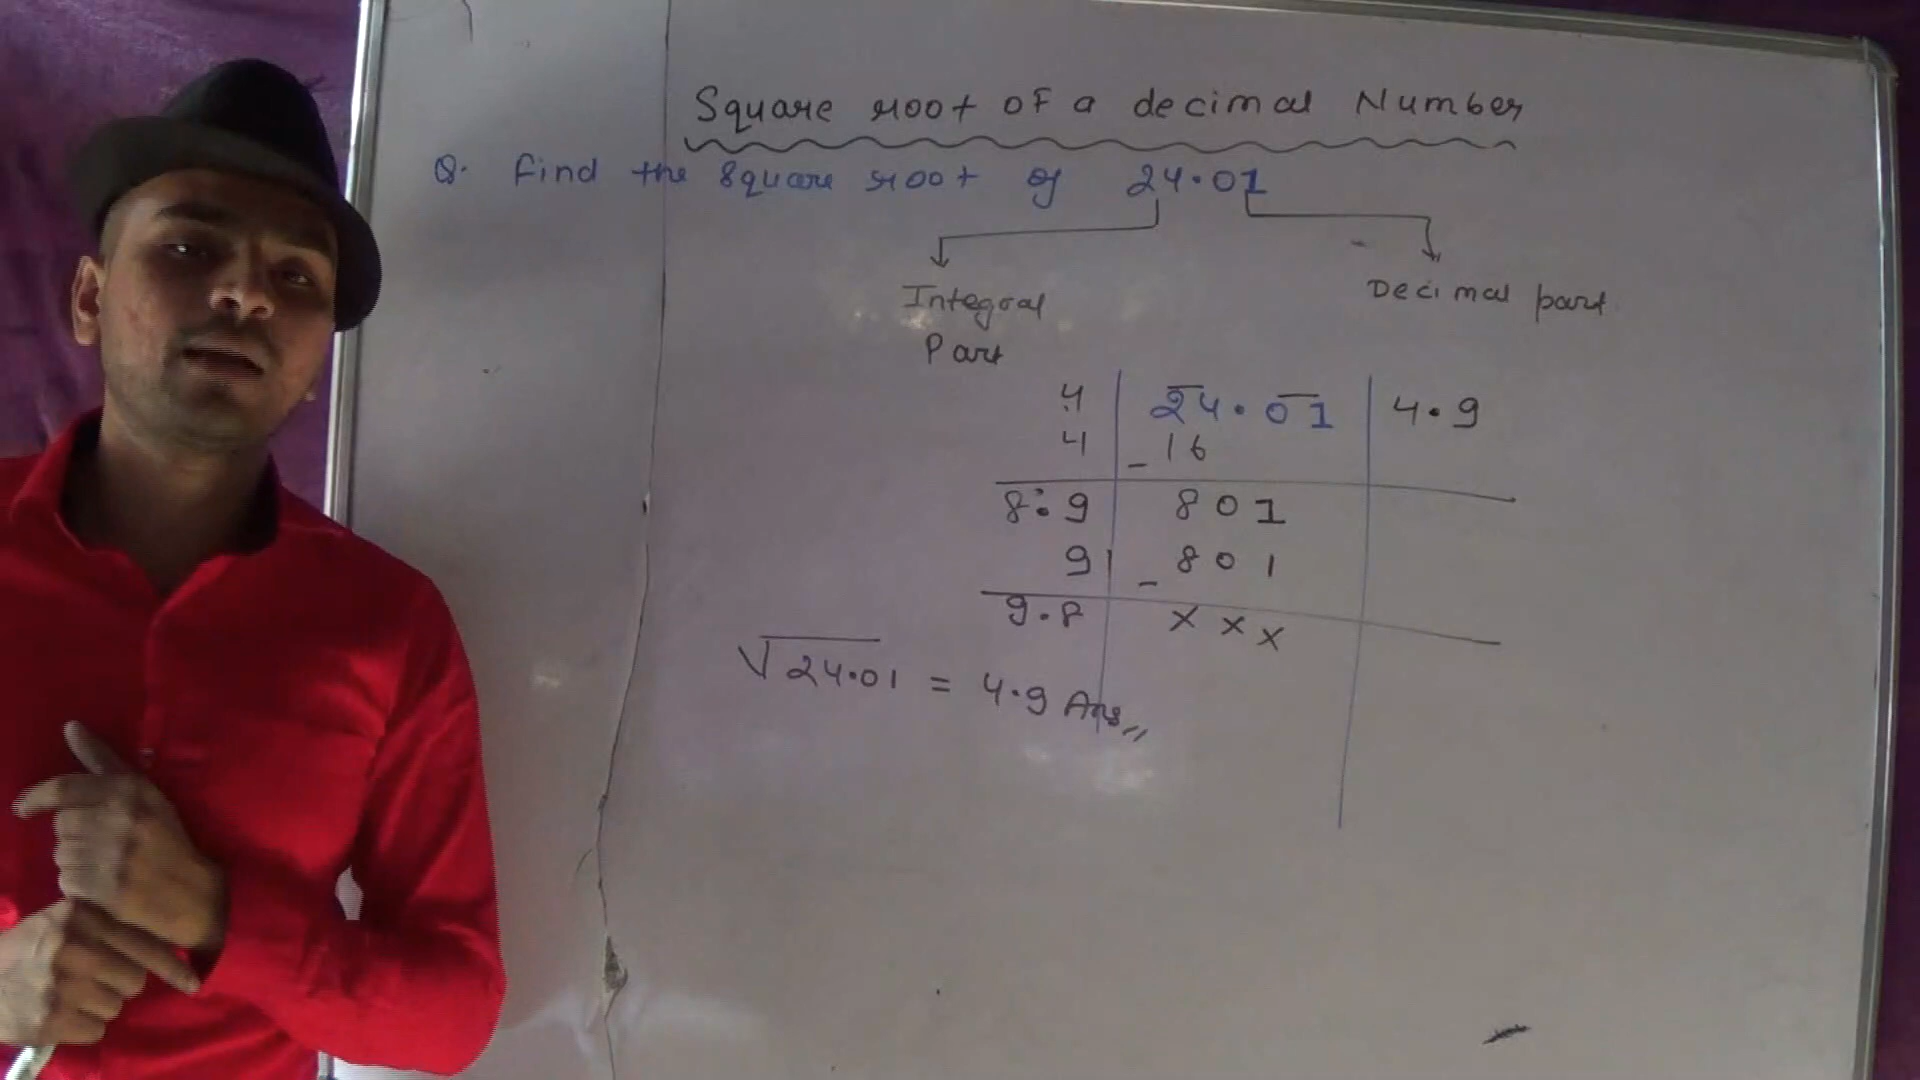 Square root of a decimal Number
Q. Find the square root of 24.01
Integral
Part
Decimal part
4 24.01 4.9
4 - 16
8.9 801
9 - 801
9.8 x x x
√24.01 = 4.9 Ans,,